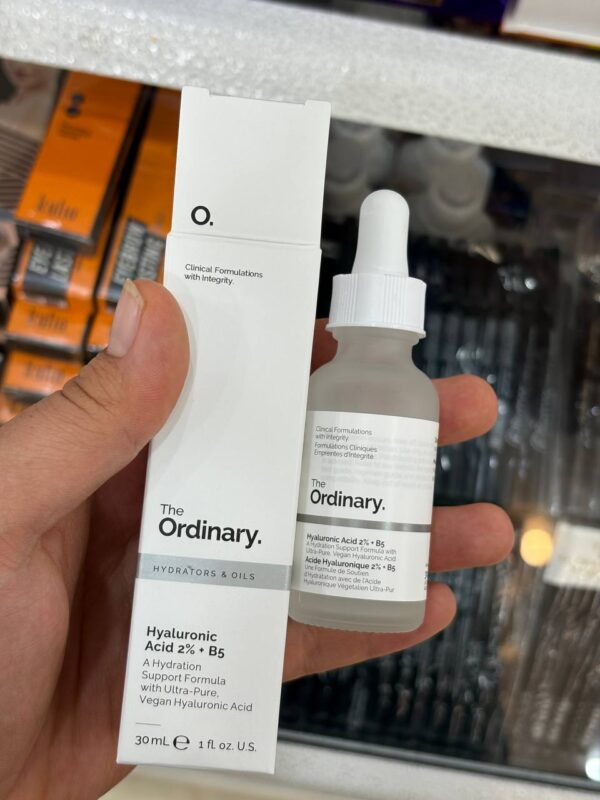 O.
Clinical Formulations
with Integrity.
The
Ordinary.
HYDRATORS & OILS
Hyaluronic
Acid 2% + B5
A Hydration
Support Formula
with Ultra-Pure,
Vegan Hyaluronic Acid
30 mL ℮ 1 fl. oz. U.S.
Clinical Formulations
with Integrity.
Formulations Cliniques
Empreintes d'Intégrité.
The
Ordinary.
Hyaluronic Acid 2% + B5
A Hydration Support Formula with
Ultra-Pure, Vegan Hyaluronic Acid
Acide Hyaluronique 2% + B5
Une Formule de Soutien
d'Hydratation avec de l'Acide
Hyaluronique Végétalien Ultra-Pur